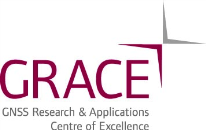 GRACE
GNSS Research & Applications
Centre of Excellence